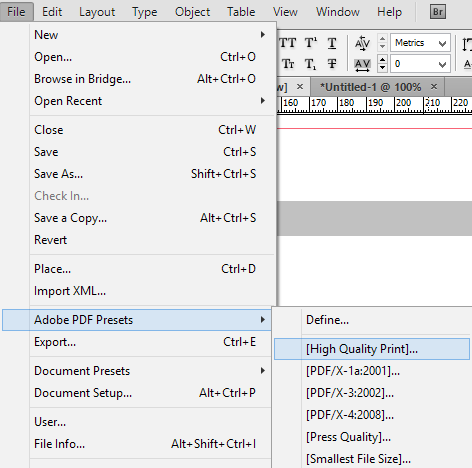 File Edit Layout Type Object Table View Window Help Br
New
Open... Ctrl+O
Browse in Bridge... Alt+Ctrl+O
Open Recent
Close Ctrl+W
Save Ctrl+S
Save As... Shift+Ctrl+S
Check In...
Save a Copy... Alt+Ctrl+S
Revert
Place... Ctrl+D
Import XML...
Adobe PDF Presets
Export... Ctrl+E
Document Presets
Document Setup... Alt+Ctrl+P
User...
File Info... Alt+Shift+Ctrl+I
TT T¹ T Metrics
Tr T₁ T AV 0
w] × *Untitled-1 @ 100% ×
160 170 180 190 200 210 220
Define...
[High Quality Print]...
[PDF/X-1a:2001]...
[PDF/X-3:2002]...
[PDF/X-4:2008]...
[Press Quality]...
[Smallest File Size]...